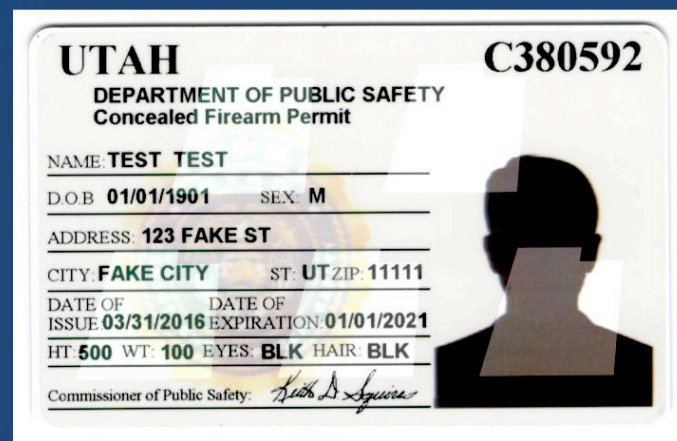 UTAH C380592
DEPARTMENT OF PUBLIC SAFETY
Concealed Firearm Permit
NAME: TEST TEST
D.O.B 01/01/1901 SEX: M
ADDRESS: 123 FAKE ST
CITY: FAKE CITY ST: UT ZIP: 11111
DATE OF DATE OF
ISSUE: 03/31/2016 EXPIRATION: 01/01/2021
HT: 500 WT: 100 EYES: BLK HAIR: BLK
Commissioner of Public Safety: Keith D Squires